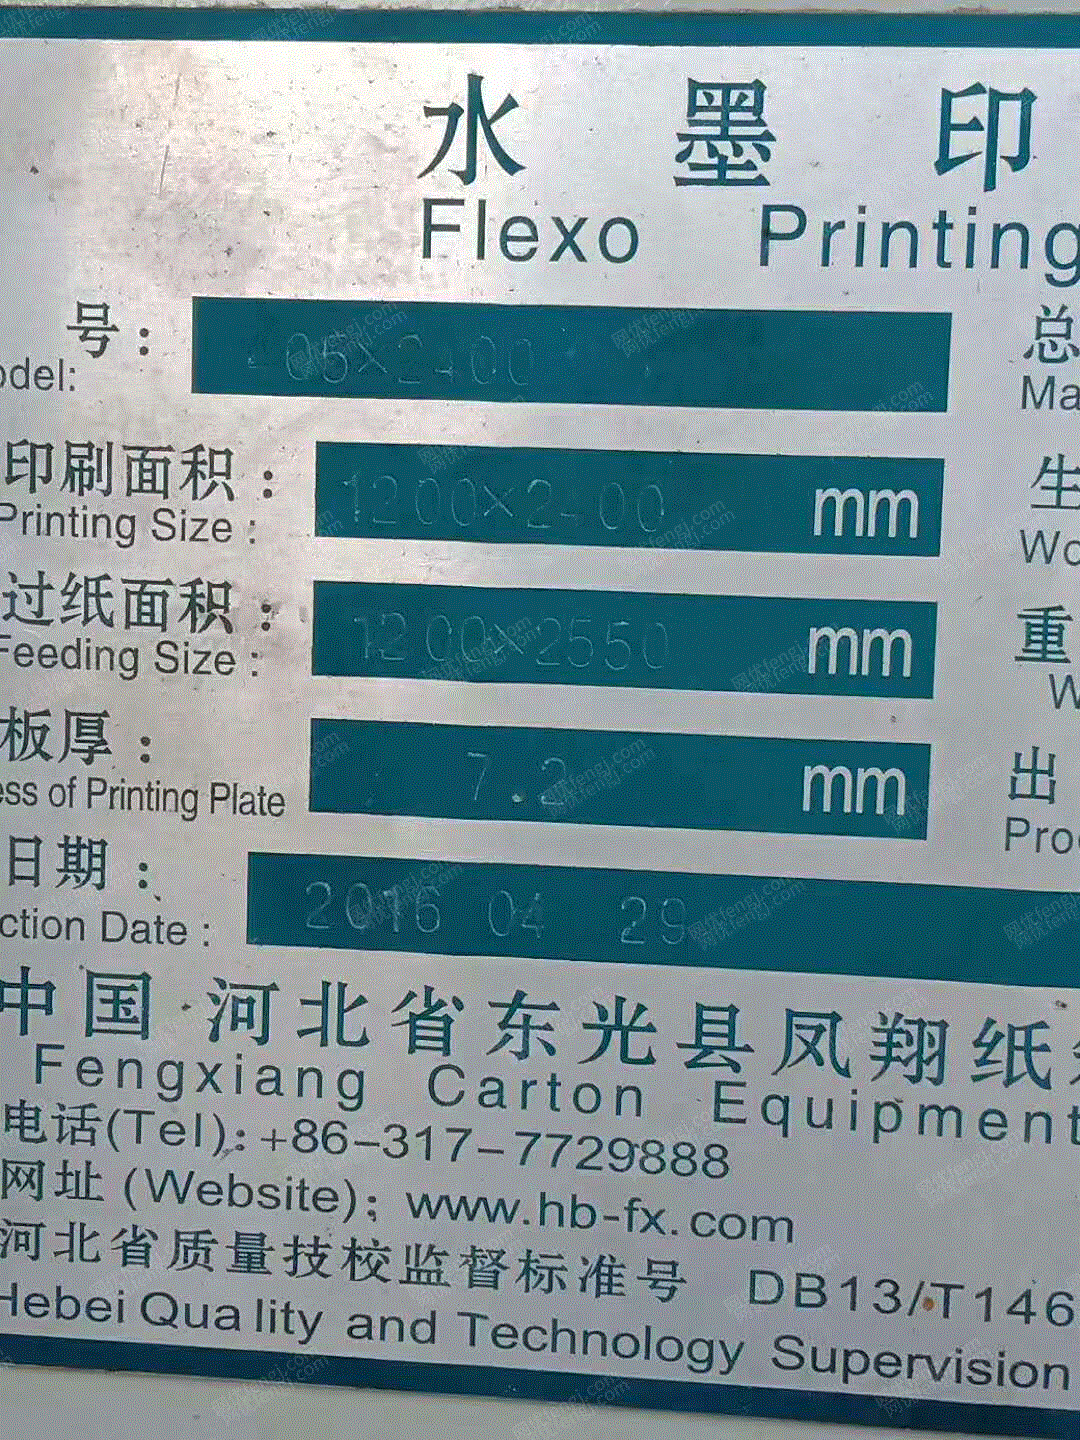 水墨印
Flexo Printing
号：
odel:
总
Ma
印刷面积：1200×2-00 mm
Printing Size：
生
Wo
过纸面积：1200×2550 mm
Feeding Size：
重
W
板厚：7.2 mm
ess of Printing Plate
出
Proc
日期：2016 04 29
ction Date：
中国·河北省东光县凤翔纸
Fengxiang Carton Equipment
电话(Tel):+86-317-7729888
网址(Website); www.hb-fx.com
河北省质量技校监督标准号 DB13/T146
Hebei Quality and Technology Supervision